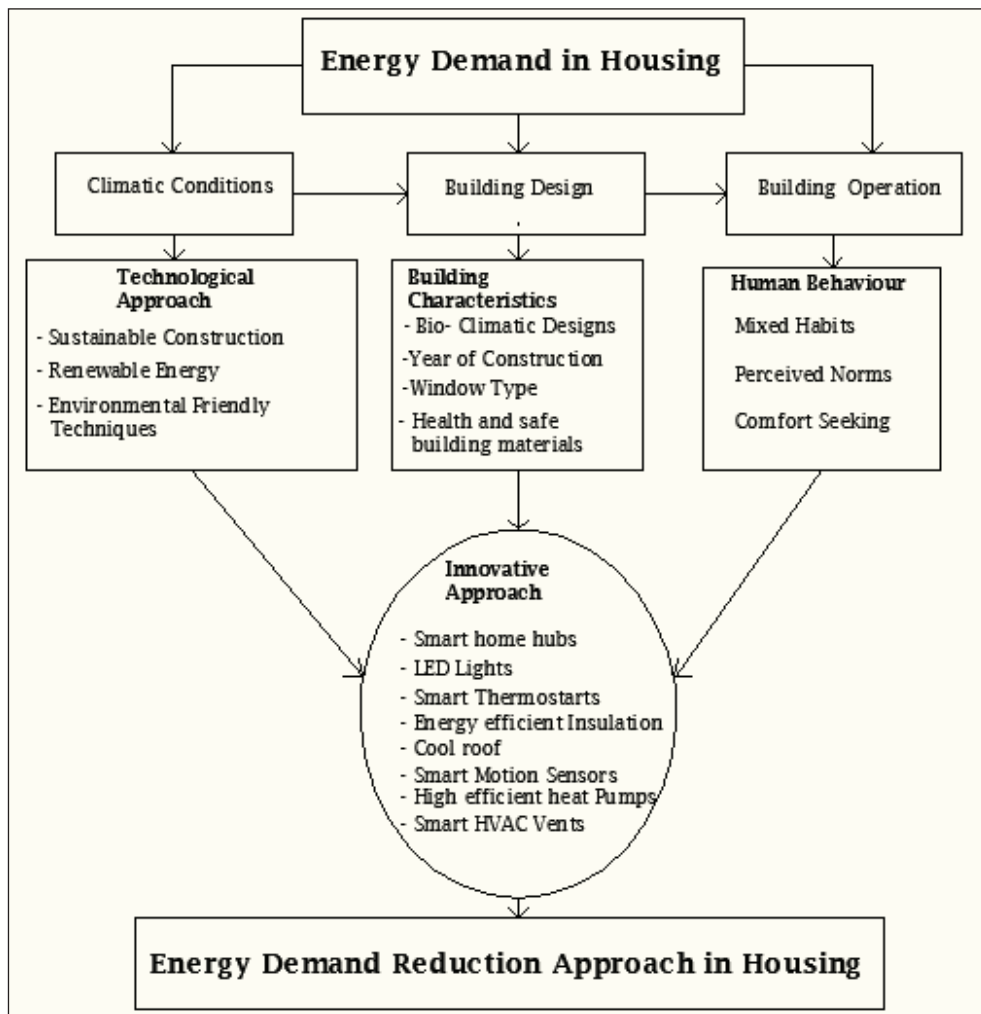 Energy Demand in Housing
Climatic Conditions
Building Design
Building Operation
Technological
Approach
- Sustainable Construction
- Renewable Energy
- Environmental Friendly
Techniques
Building
Characteristics
- Bio- Climatic Designs
-Year of Construction
-Window Type
- Health and safe
building materials
Human Behaviour
Mixed Habits
Perceived Norms
Comfort Seeking
Innovative
Approach
- Smart home hubs
- LED Lights
- Smart Thermostarts
- Energy efficient Insulation
- Cool roof
- Smart Motion Sensors
- High efficient heat Pumps
- Smart HVAC Vents
Energy Demand Reduction Approach in Housing